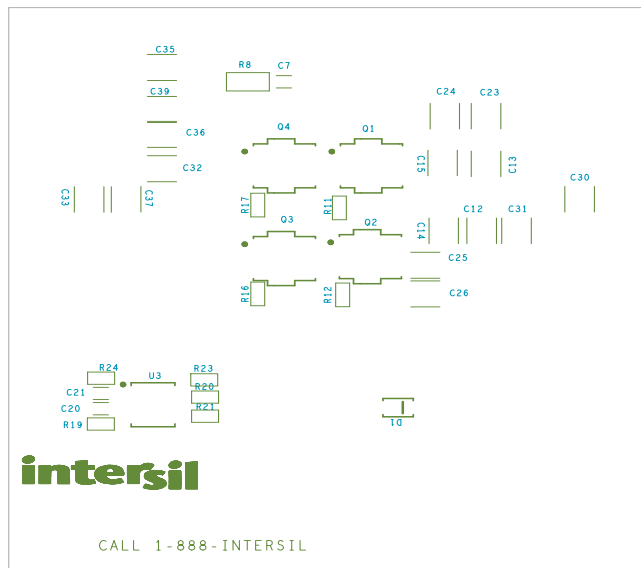 C35
R8 C7
C39
C24 C23
C36
Q4 Q1
C32
C15 C13
C33 C37
R17 R11
C30
Q3 Q2
C14 C12 C31
C25
R16 R12
C26
R24 U3 R23
C21 R20
C20 R21
R19
D1
intersil
CALL 1-888-INTERSIL